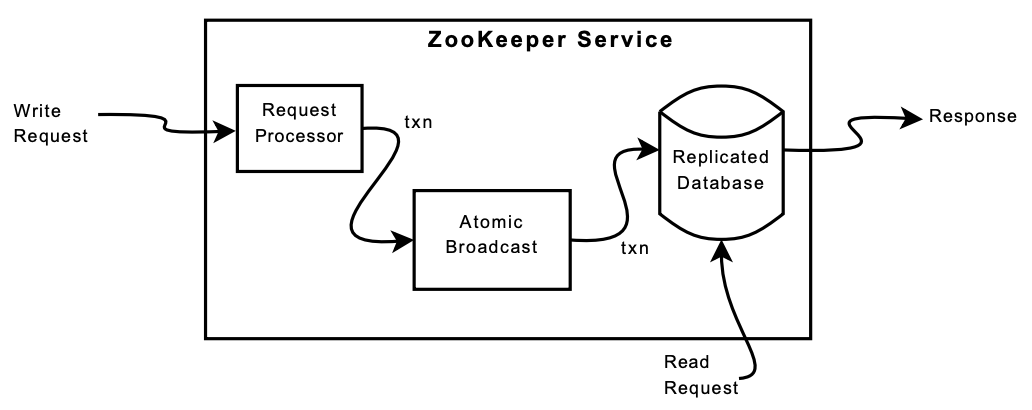 ZooKeeper Service
Write
Request
Request
Processor
txn
Atomic
Broadcast
txn
Replicated
Database
Response
Read
Request